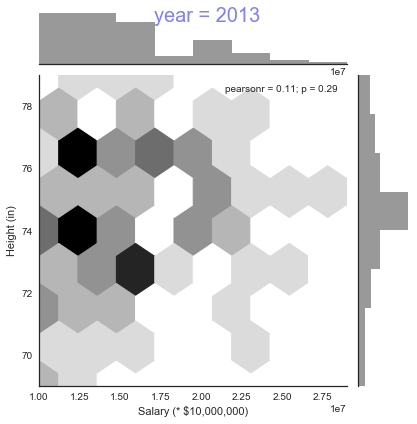 year = 2013
1e7
pearsonr = 0.11; p = 0.29
78
76
74
72
70
Height (in)
1.00 1.25 1.50 1.75 2.00 2.25 2.50 2.75
1e7
Salary (* $10,000,000)